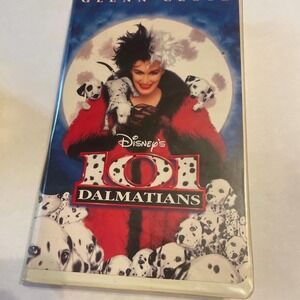 GLENN CLOSE
DISNEY'S
101
DALMATIANS